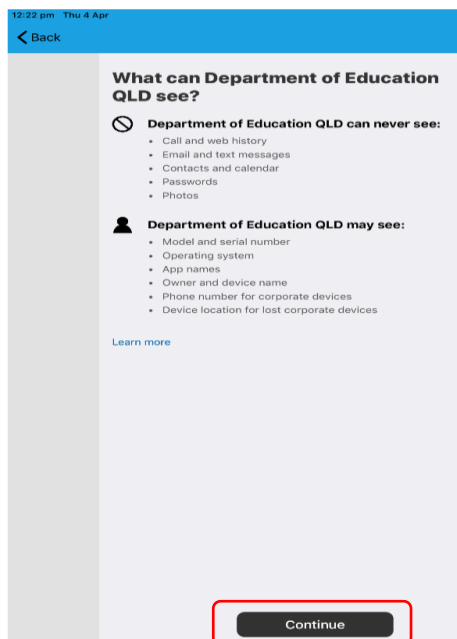 12:22 pm Thu 4 Apr
Back
What can Department of Education
QLD see?
Department of Education QLD can never see:
• Call and web history
• Email and text messages
• Contacts and calendar
• Passwords
• Photos
Department of Education QLD may see:
• Model and serial number
• Operating system
• App names
• Owner and device name
• Phone number for corporate devices
• Device location for lost corporate devices
Learn more
Continue